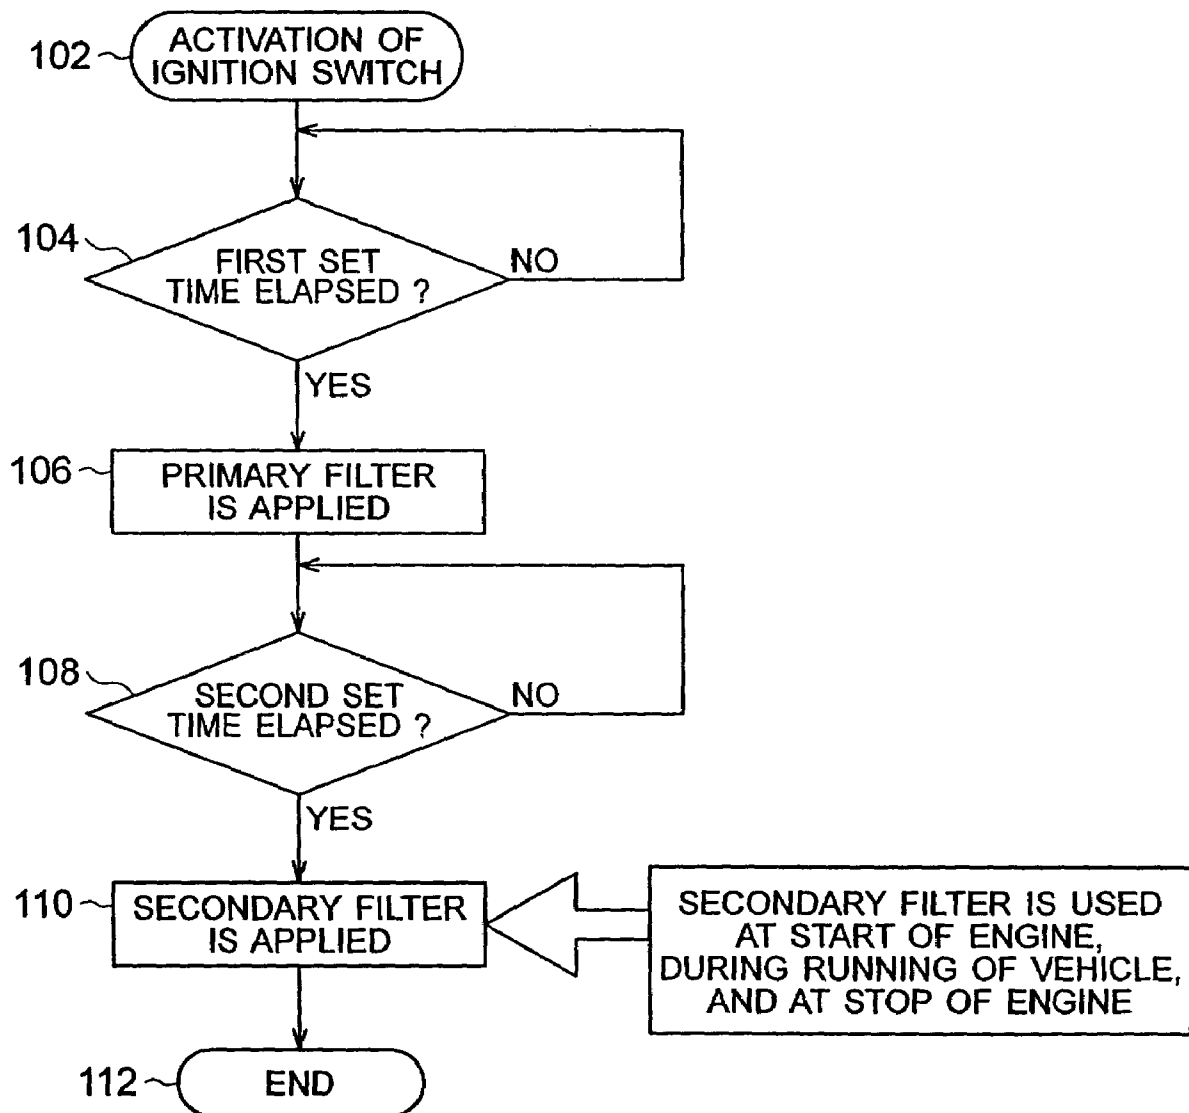 102
ACTIVATION OF
IGNITION SWITCH
104
FIRST SET
TIME ELAPSED ?
NO
YES
106
PRIMARY FILTER
IS APPLIED
108
SECOND SET
TIME ELAPSED ?
NO
YES
110
SECONDARY FILTER
IS APPLIED
SECONDARY FILTER IS USED
AT START OF ENGINE,
DURING RUNNING OF VEHICLE,
AND AT STOP OF ENGINE
112
END